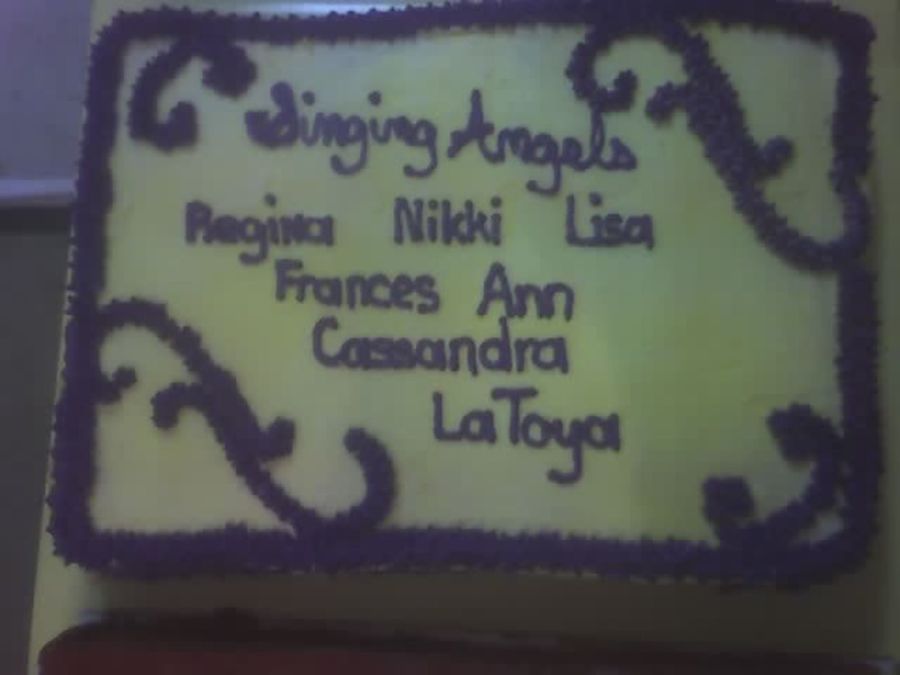 Singing Angels
Regina Nikki Lisa
Frances Ann
Cassandra
LaToya